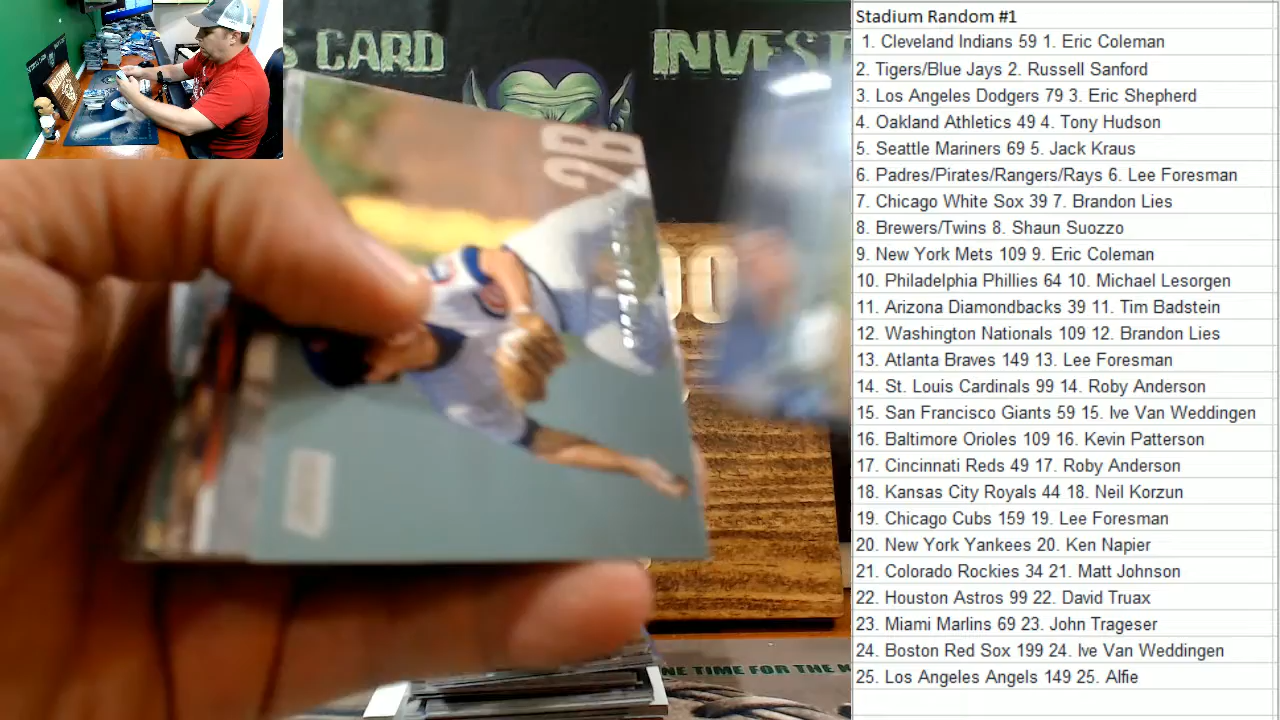 S CARD INVEST
28
Stadium Random #1
1. Cleveland Indians 59 1. Eric Coleman
2. Tigers/Blue Jays 2. Russell Sanford
3. Los Angeles Dodgers 79 3. Eric Shepherd
4. Oakland Athletics 49 4. Tony Hudson
5. Seattle Mariners 69 5. Jack Kraus
6. Padres/Pirates/Rangers/Rays 6. Lee Foresman
7. Chicago White Sox 39 7. Brandon Lies
8. Brewers/Twins 8. Shaun Suozzo
9. New York Mets 109 9. Eric Coleman
10. Philadelphia Phillies 64 10. Michael Lesorgen
11. Arizona Diamondbacks 39 11. Tim Badstein
12. Washington Nationals 109 12. Brandon Lies
13. Atlanta Braves 149 13. Lee Foresman
14. St. Louis Cardinals 99 14. Roby Anderson
15. San Francisco Giants 59 15. Ive Van Weddingen
16. Baltimore Orioles 109 16. Kevin Patterson
17. Cincinnati Reds 49 17. Roby Anderson
18. Kansas City Royals 44 18. Neil Korzun
19. Chicago Cubs 159 19. Lee Foresman
20. New York Yankees 20. Ken Napier
21. Colorado Rockies 34 21. Matt Johnson
22. Houston Astros 99 22. David Truax
23. Miami Marlins 69 23. John Trageser
24. Boston Red Sox 199 24. Ive Van Weddingen
25. Los Angeles Angels 149 25. Alfie
NE TIME FOR THE